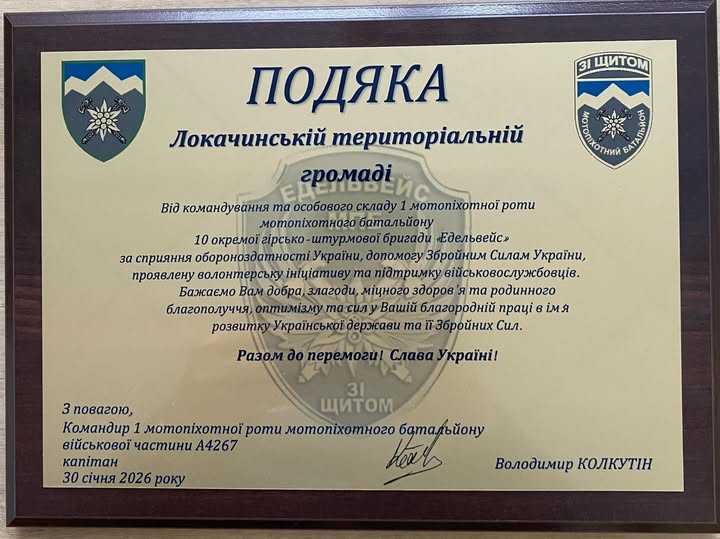 ПОДЯКА
ЗІ ЩИТОМ
МОТОПІХОТНИЙ БАТАЛЬЙОН
Локачинській територіальній
громаді
ЕДЕЛЬВЕЙС
МПБ
ЗІ
ЩИТОМ
Від командування та особового складу 1 мотопіхотної роти
мотопіхотного батальйону
10 окремої гірсько-штурмової бригади «Едельвейс»
за сприяння обороноздатності України, допомогу Збройним Силам України,
проявлену волонтерську ініціативу та підтримку військовослужбовців.
Бажаємо Вам добра, злагоди, міцного здоров'я та родинного
благополуччя, оптимізму та сил у Вашій благородній праці в ім я
розвитку Української держави та її Збройних Сил.
Разом до перемоги! Слава Україні!
З повагою,
Командир 1 мотопіхотної роти мотопіхотного батальйону
військової частини А4267
капітан
30 січня 2026 року
Володимир КОЛКУТІН